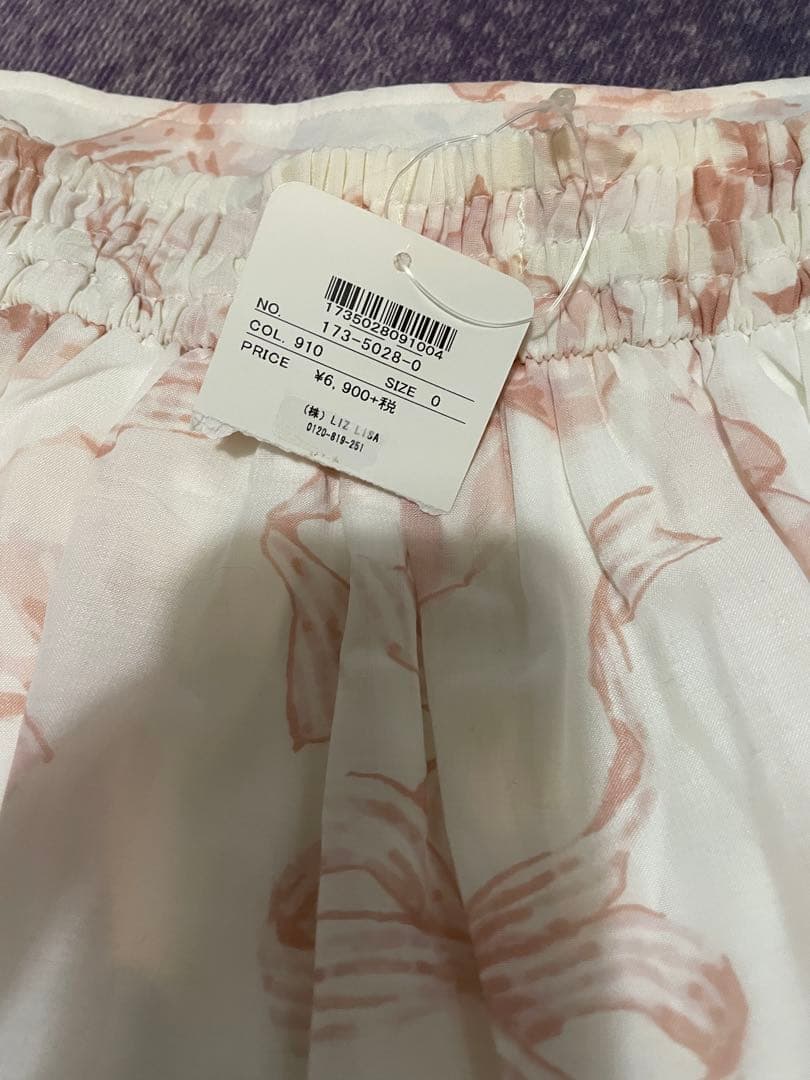 1735028091004
NO. 173-5028-0
COL. 910 SIZE 0
PRICE ¥6,900+税
(株) LIZ LISA
0120-819-251